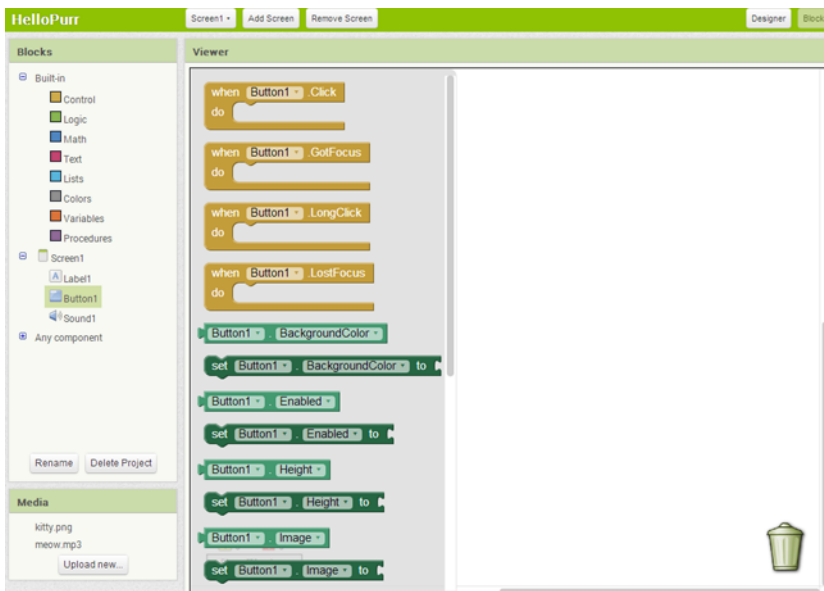 HelloPurr
Screen1
Add Screen
Remove Screen
Designer
Block
Blocks
Built-in
Control
Logic
Math
Text
Lists
Colors
Variables
Procedures
Screen1
A Label1
Button1
Sound1
Any component
Rename
Delete Project
Media
kitty.png
meow.mp3
Upload new...
Viewer
when Button1 .Click
do
when Button1 .GotFocus
do
when Button1 .LongClick
do
when Button1 .LostFocus
do
Button1 . BackgroundColor
set Button1 . BackgroundColor to
Button1 . Enabled
set Button1 . Enabled to
Button1 . Height
set Button1 . Height to
Button1 . Image
set Button1 . Image to